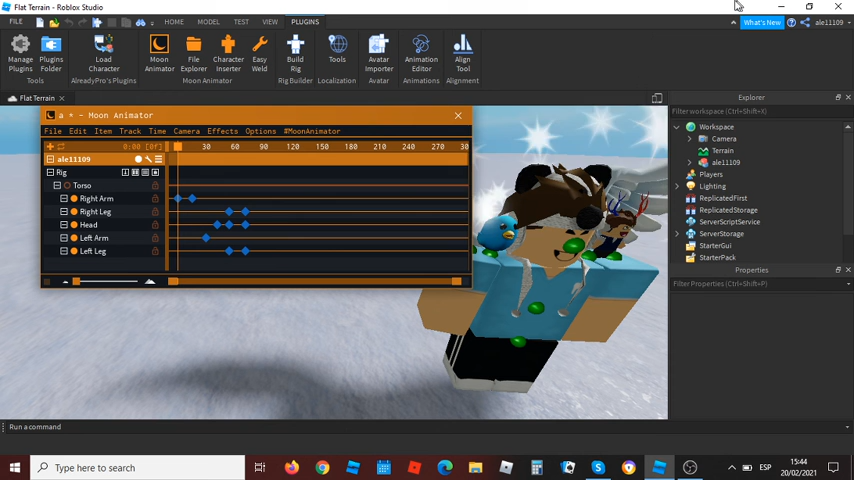 Flat Terrain - Roblox Studio
FILE HOME MODEL TEST VIEW PLUGINS What's New ale11109
Manage Plugins Plugins Folder Load Character Moon Animator File Explorer Character Inserter Easy Weld Build Rig Tools Avatar Importer Animation Editor Align Tool
Tools AlreadyPro's Plugins Moon Animator Rig Builder Localization Avatar Animations Alignment
Flat Terrain
Explorer
Filter workspace (Ctrl+Shift+X)
Workspace
Camera
Terrain
ale11109
Players
Lighting
ReplicatedFirst
ReplicatedStorage
ServerScriptService
ServerStorage
StarterGui
StarterPack
Properties
Filter Properties (Ctrl+Shift+P)
a * - Moon Animator
File Edit Item Track Time Camera Effects Options #MoonAnimator
0:00 [0f] 30 60 90 120 150 180 210 240 270 30
ale11109
Rig
Torso
Right Arm
Right Leg
Head
Left Arm
Left Leg
Run a command
Type here to search
ESP
15:44
20/02/2021